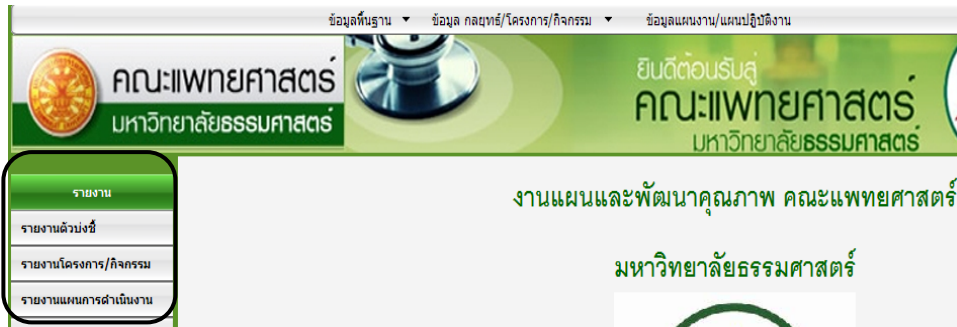 ข้อมูลพื้นฐาน ข้อมูล กลยุทธ์/โครงการ/กิจกรรม ข้อมูลแผนงาน/แผนปฏิบัติงาน
คณะแพทยศาสตร์
มหาวิทยาลัยธรรมศาสตร์
ยินดีต้อนรับสู่
คณะแพทยศาสตร์
มหาวิทยาลัยธรรมศาสตร์
รายงาน
รายงานตัวบ่งชี้
รายงานโครงการ/กิจกรรม
รายงานแผนการดำเนินงาน
งานแผนและพัฒนาคุณภาพ คณะแพทยศาสตร์
มหาวิทยาลัยธรรมศาสตร์